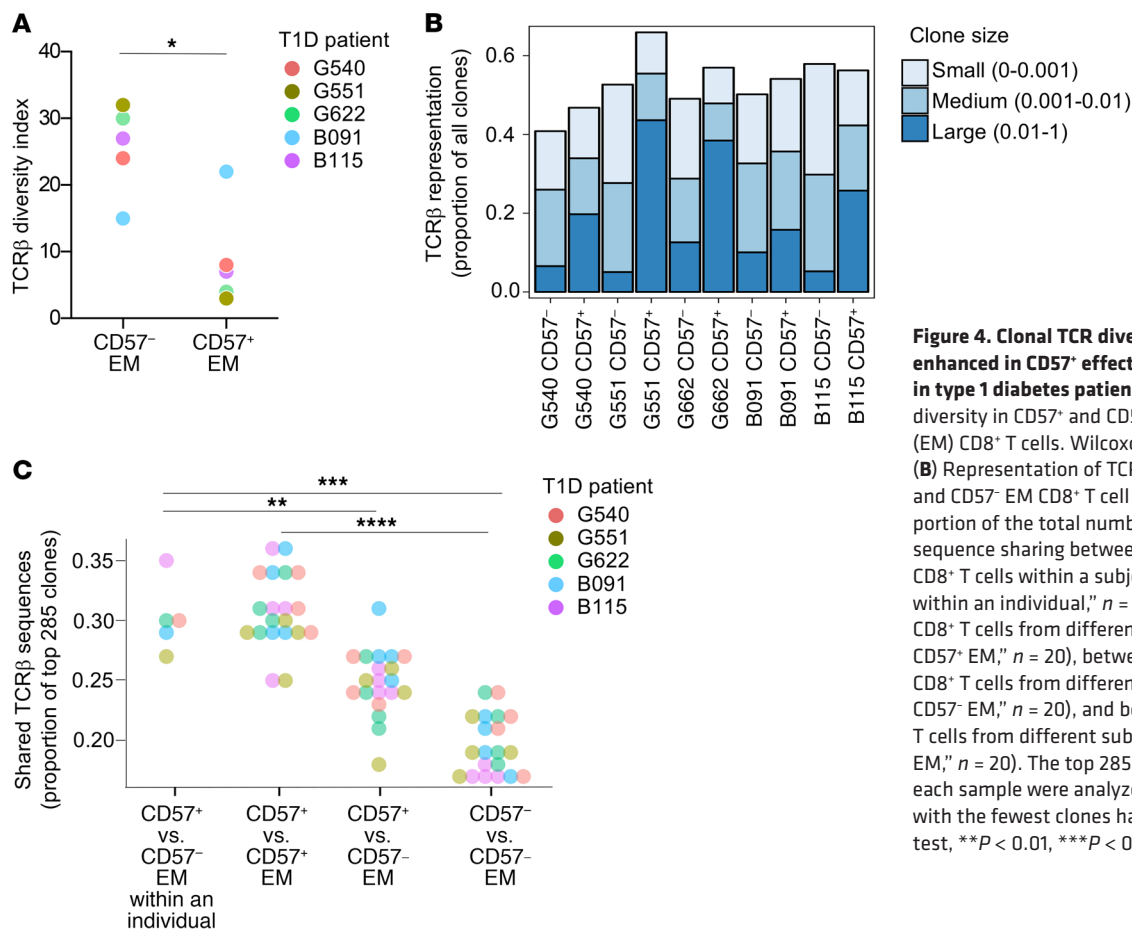 A
*
TCRβ diversity index
40
30
20
10
0
CD57⁻
EM
CD57⁺
EM
T1D patient
G540
G551
G622
B091
B115
B
TCRβ representation
(proportion of all clones)
0.6
0.4
0.2
0.0
G540 CD57⁻
G540 CD57⁺
G551 CD57⁻
G551 CD57⁺
G662 CD57⁻
G662 CD57⁺
B091 CD57⁻
B091 CD57⁺
B115 CD57⁻
B115 CD57⁺
Clone size
Small (0-0.001)
Medium (0.001-0.01)
Large (0.01-1)
C
***
**
****
Shared TCRβ sequences
(proportion of top 285 clones)
0.35
0.30
0.25
0.20
CD57⁺
vs.
CD57⁻
EM
within an
individual
CD57⁺
vs.
CD57⁺
EM
CD57⁺
vs.
CD57⁻
EM
CD57⁻
vs.
CD57⁻
EM
T1D patient
G540
G551
G622
B091
B115
Figure 4. Clonal TCR dive
enhanced in CD57⁺ effect
in type 1 diabetes patien
diversity in CD57⁺ and CD5
(EM) CD8⁺ T cells. Wilcoxo
(B) Representation of TCR
and CD57⁻ EM CD8⁺ T cell
portion of the total number
sequence sharing between
CD8⁺ T cells within a subje
within an individual,” n =
CD8⁺ T cells from different
CD57⁺ EM,” n = 20), betwe
CD8⁺ T cells from different
CD57⁻ EM,” n = 20), and be
T cells from different sub
EM,” n = 20). The top 285
each sample were analyze
with the fewest clones ha
test, **P < 0.01, ***P < 0